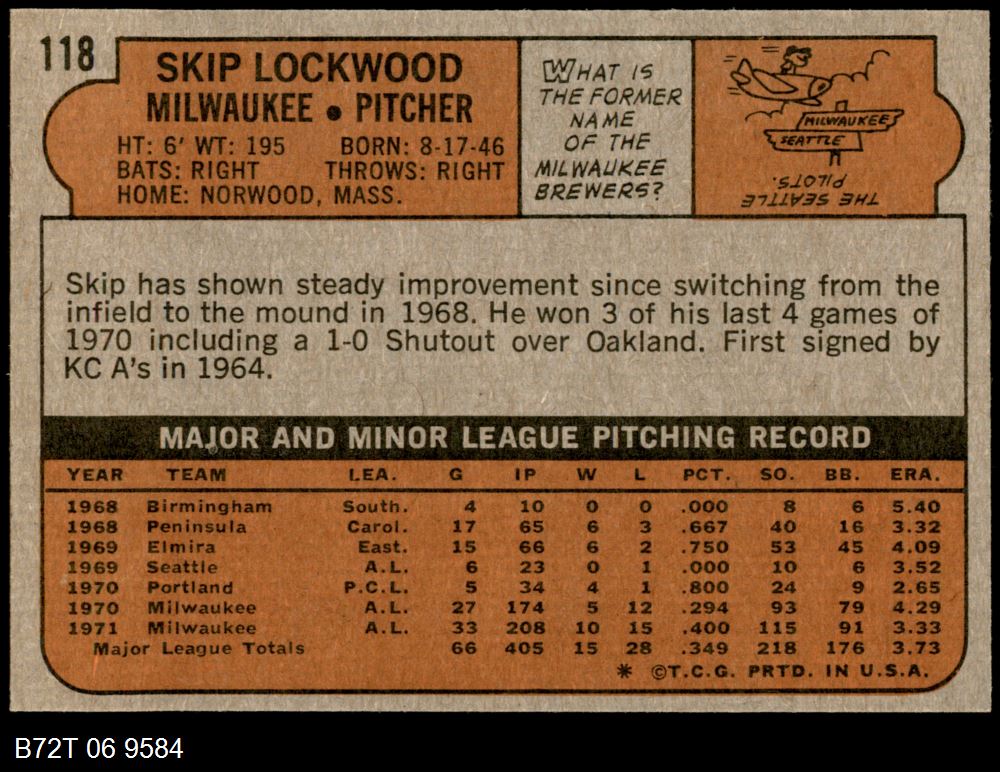 118
SKIP LOCKWOOD
MILWAUKEE • PITCHER
HT: 6' WT: 195 BORN: 8-17-46
BATS: RIGHT THROWS: RIGHT
HOME: NORWOOD, MASS.
WHAT IS
THE FORMER
NAME
OF THE
MILWAUKEE
BREWERS?
MILWAUKEE
SEATTLE
THE SEATTLE
PILOTS.
Skip has shown steady improvement since switching from the
infield to the mound in 1968. He won 3 of his last 4 games of
1970 including a 1-0 Shutout over Oakland. First signed by
KC A's in 1964.
MAJOR AND MINOR LEAGUE PITCHING RECORD
YEAR TEAM LEA. G IP W L PCT. SO. BB. ERA.
1968 Birmingham South. 4 10 0 0 .000 8 6 5.40
1968 Peninsula Carol. 17 65 6 3 .667 40 16 3.32
1969 Elmira East. 15 66 6 2 .750 53 45 4.09
1969 Seattle A.L. 6 23 0 1 .000 10 6 3.52
1970 Portland P.C.L. 5 34 4 1 .800 24 9 2.65
1970 Milwaukee A.L. 27 174 5 12 .294 93 79 4.29
1971 Milwaukee A.L. 33 208 10 15 .400 115 91 3.33
Major League Totals 66 405 15 28 .349 218 176 3.73
* ©T.C.G. PRTD. IN U.S.A.
B72T 06 9584